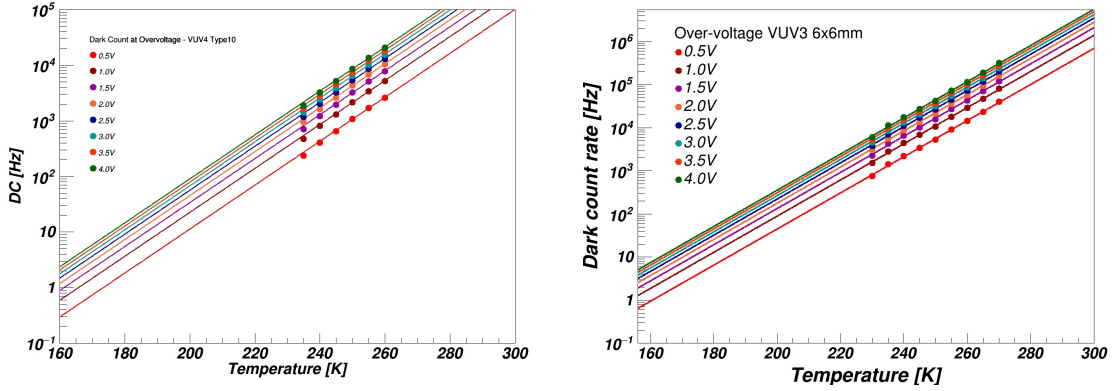 10⁵
10⁴
10³
10²
10
1
10⁻¹
DC [Hz]
Dark Count at Overvoltage - VUV4 Type10
0.5V
1.0V
1.5V
2.0V
2.5V
3.0V
3.5V
4.0V
160 180 200 220 240 260 280 300
Temperature [K]
10⁶
10⁵
10⁴
10³
10²
10
1
10⁻¹
Dark count rate [Hz]
Over-voltage VUV3 6x6mm
0.5V
1.0V
1.5V
2.0V
2.5V
3.0V
3.5V
4.0V
160 180 200 220 240 260 280 300
Temperature [K]